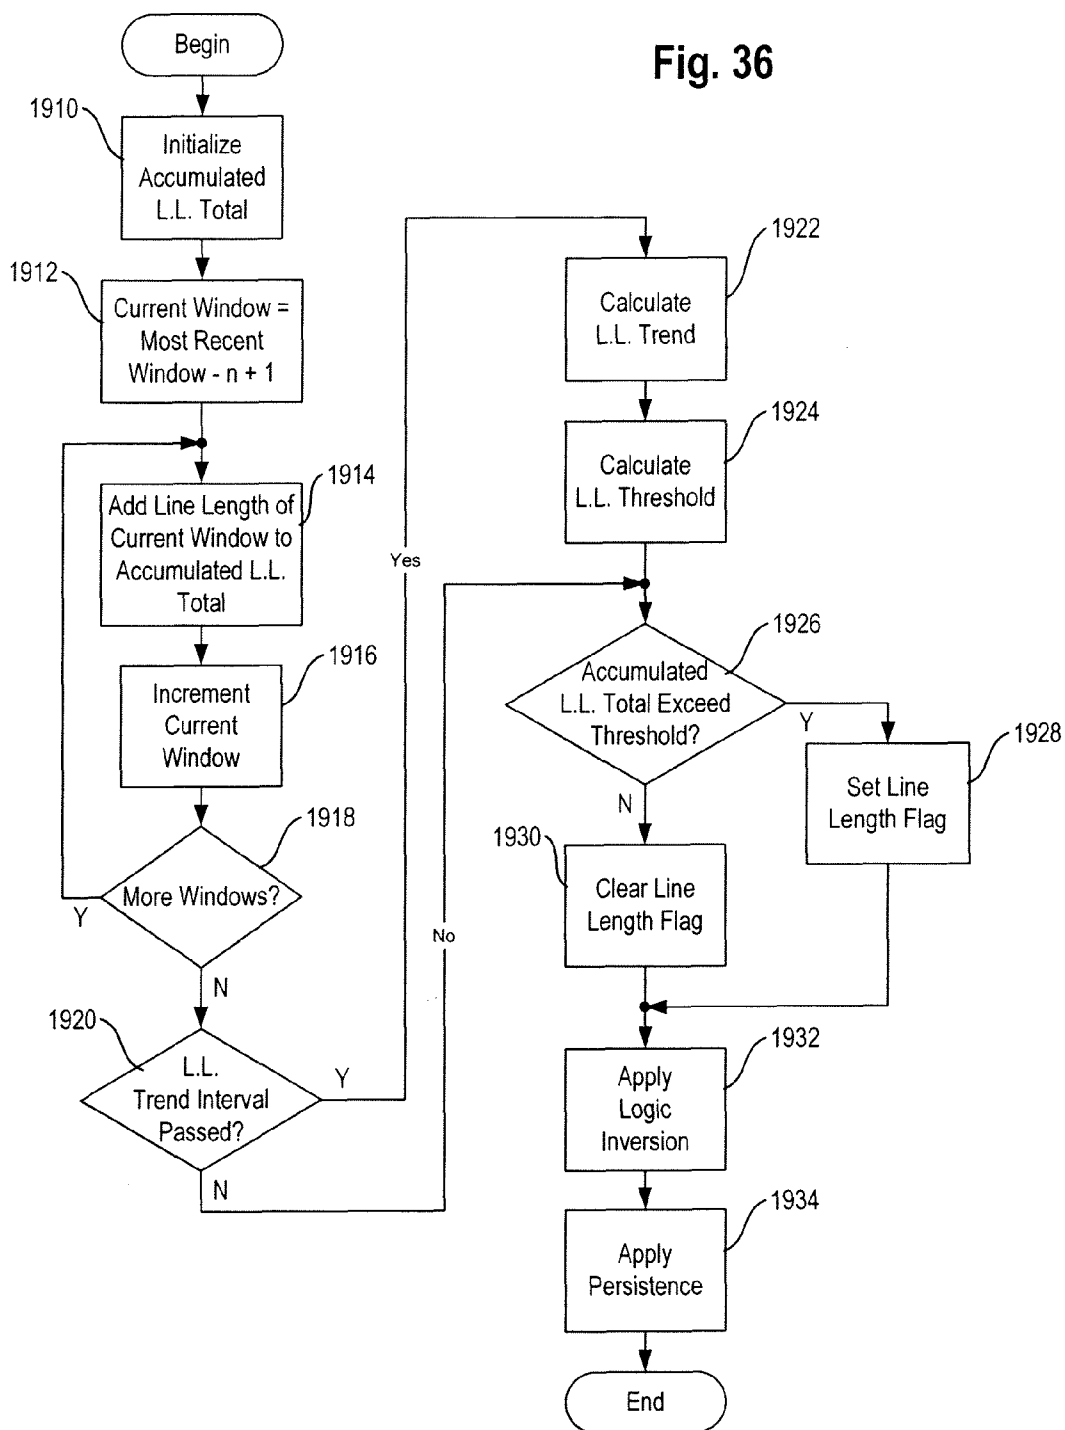 Begin
Fig. 36
1910
Initialize
Accumulated
L.L. Total
1912
Current Window =
Most Recent
Window - n + 1
1914
Add Line Length of
Current Window to
Accumulated L.L.
Total
1916
Increment
Current
Window
1918
More Windows?
Y
N
1920
L.L.
Trend Interval
Passed?
Y
N
Yes
No
1922
Calculate
L.L. Trend
1924
Calculate
L.L. Threshold
1926
Accumulated
L.L. Total Exceed
Threshold?
Y
N
1928
Set Line
Length Flag
1930
Clear Line
Length Flag
1932
Apply
Logic
Inversion
1934
Apply
Persistence
End